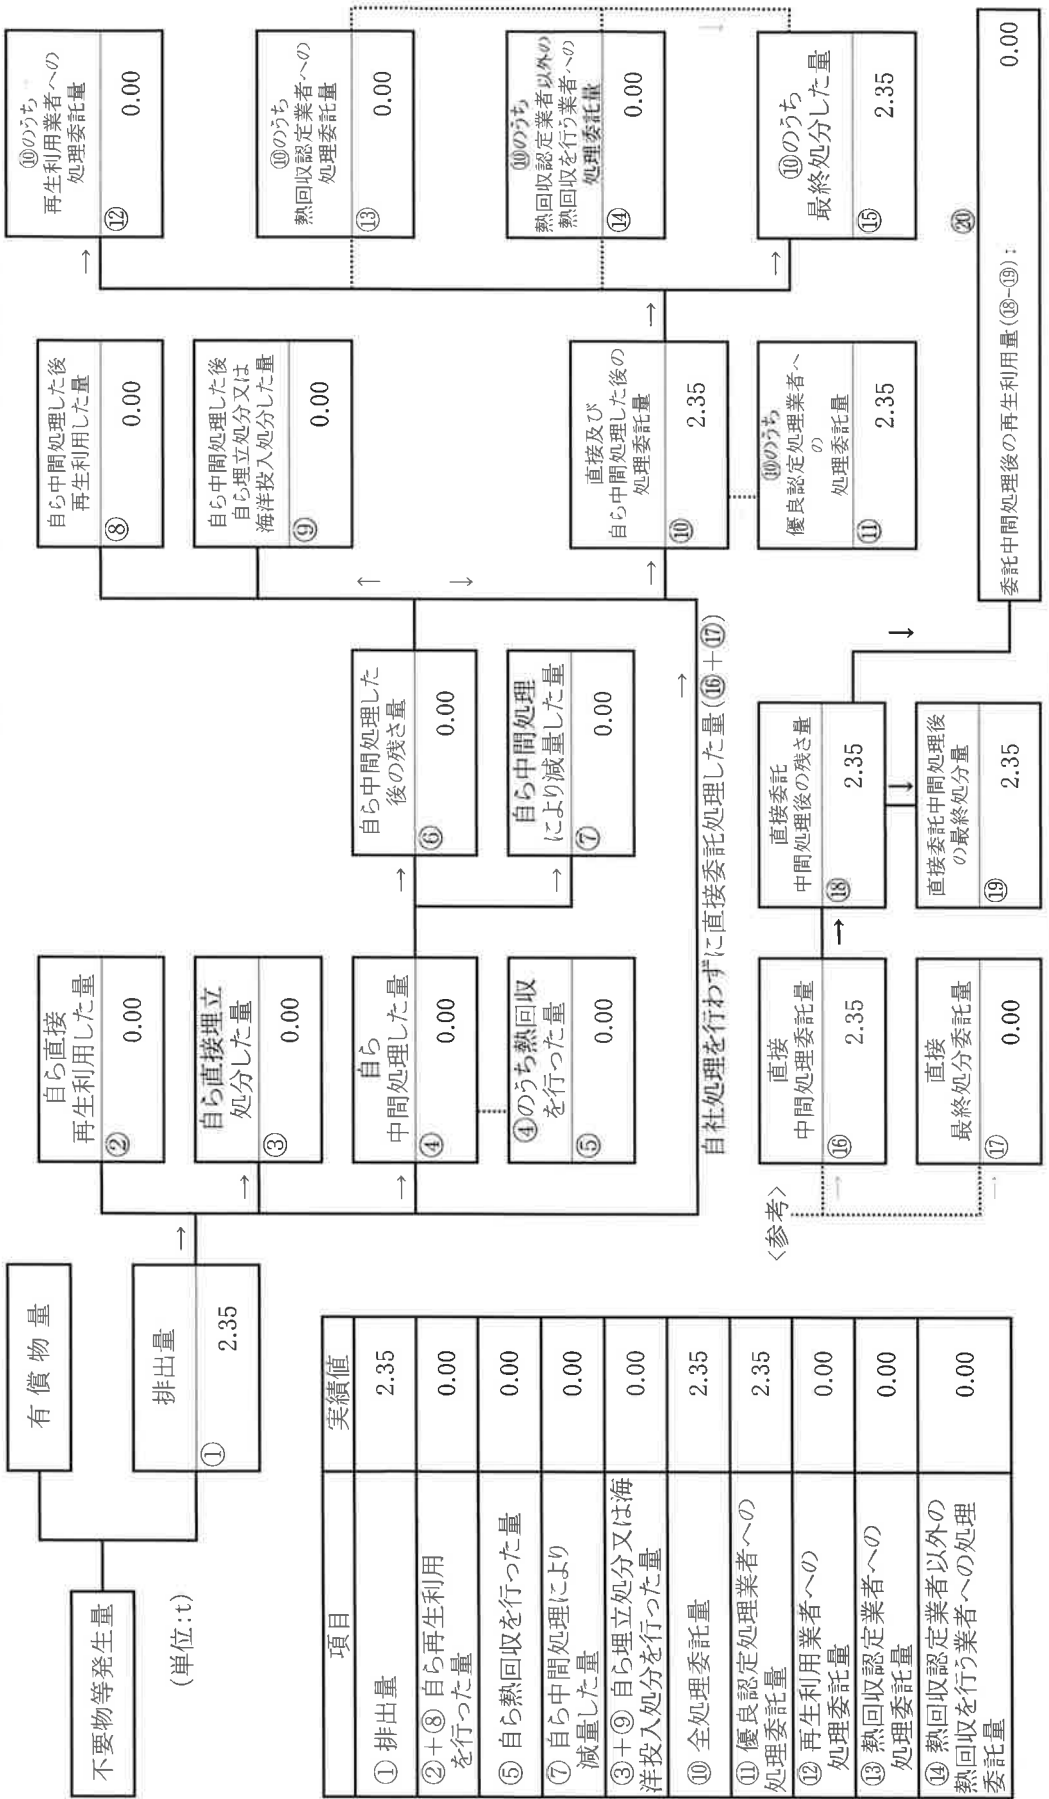 不要物等発生量
(単位:t)
有償物量
排出量
①
2.35
自ら直接
再生利用した量
②
0.00
自ら直接埋立
処分した量
③
0.00
自ら
中間処理した量
④
0.00
④のうち熱回収
を行った量
⑤
0.00
自ら中間処理した
後の残さ量
⑥
0.00
自ら中間処理
により減量した量
⑦
0.00
自ら中間処理した後
再生利用した量
⑧
0.00
自ら中間処理した後
自ら埋立処分又は
海洋投入処分した量
⑨
0.00
直接及び
自ら中間処理した後の
処理委託量
⑩
2.35
⑩のうち
優良認定処理業者へ
の
処理委託量
⑪
2.35
⑩のうち
再生利用業者への
処理委託量
⑫
0.00
⑩のうち
熱回収認定業者への
処理委託量
⑬
0.00
⑩のうち
熱回収認定業者以外の
熱回収を行う業者への
処理委託量
⑭
0.00
⑩のうち
最終処分した量
⑮
2.35
自社処理を行わずに直接委託処理した量(⑯+⑰)
<参考>
直接
中間処理委託量
⑯
2.35
直接
最終処分委託量
⑰
0.00
直接委託
中間処理後の残さ量
⑱
2.35
直接委託中間処理後
の最終処分量
⑲
2.35
⑳
委託中間処理後の再生利用量(⑱-⑲):
0.00
項目 実績値
① 排出量 2.35
②+⑧ 自ら再生利用
を行った量 0.00
⑤ 自ら熱回収を行った量 0.00
⑦ 自ら中間処理により
減量した量 0.00
③+⑨ 自ら埋立処分又は海
洋投入処分を行った量 0.00
⑩ 全処理委託量 2.35
⑪ 優良認定処理業者への
処理委託量 2.35
⑫ 再生利用業者への
処理委託量 0.00
⑬ 熱回収認定業者への
処理委託量 0.00
⑭ 熱回収認定業者以外の
熱回収を行う業者への処理
委託量 0.00